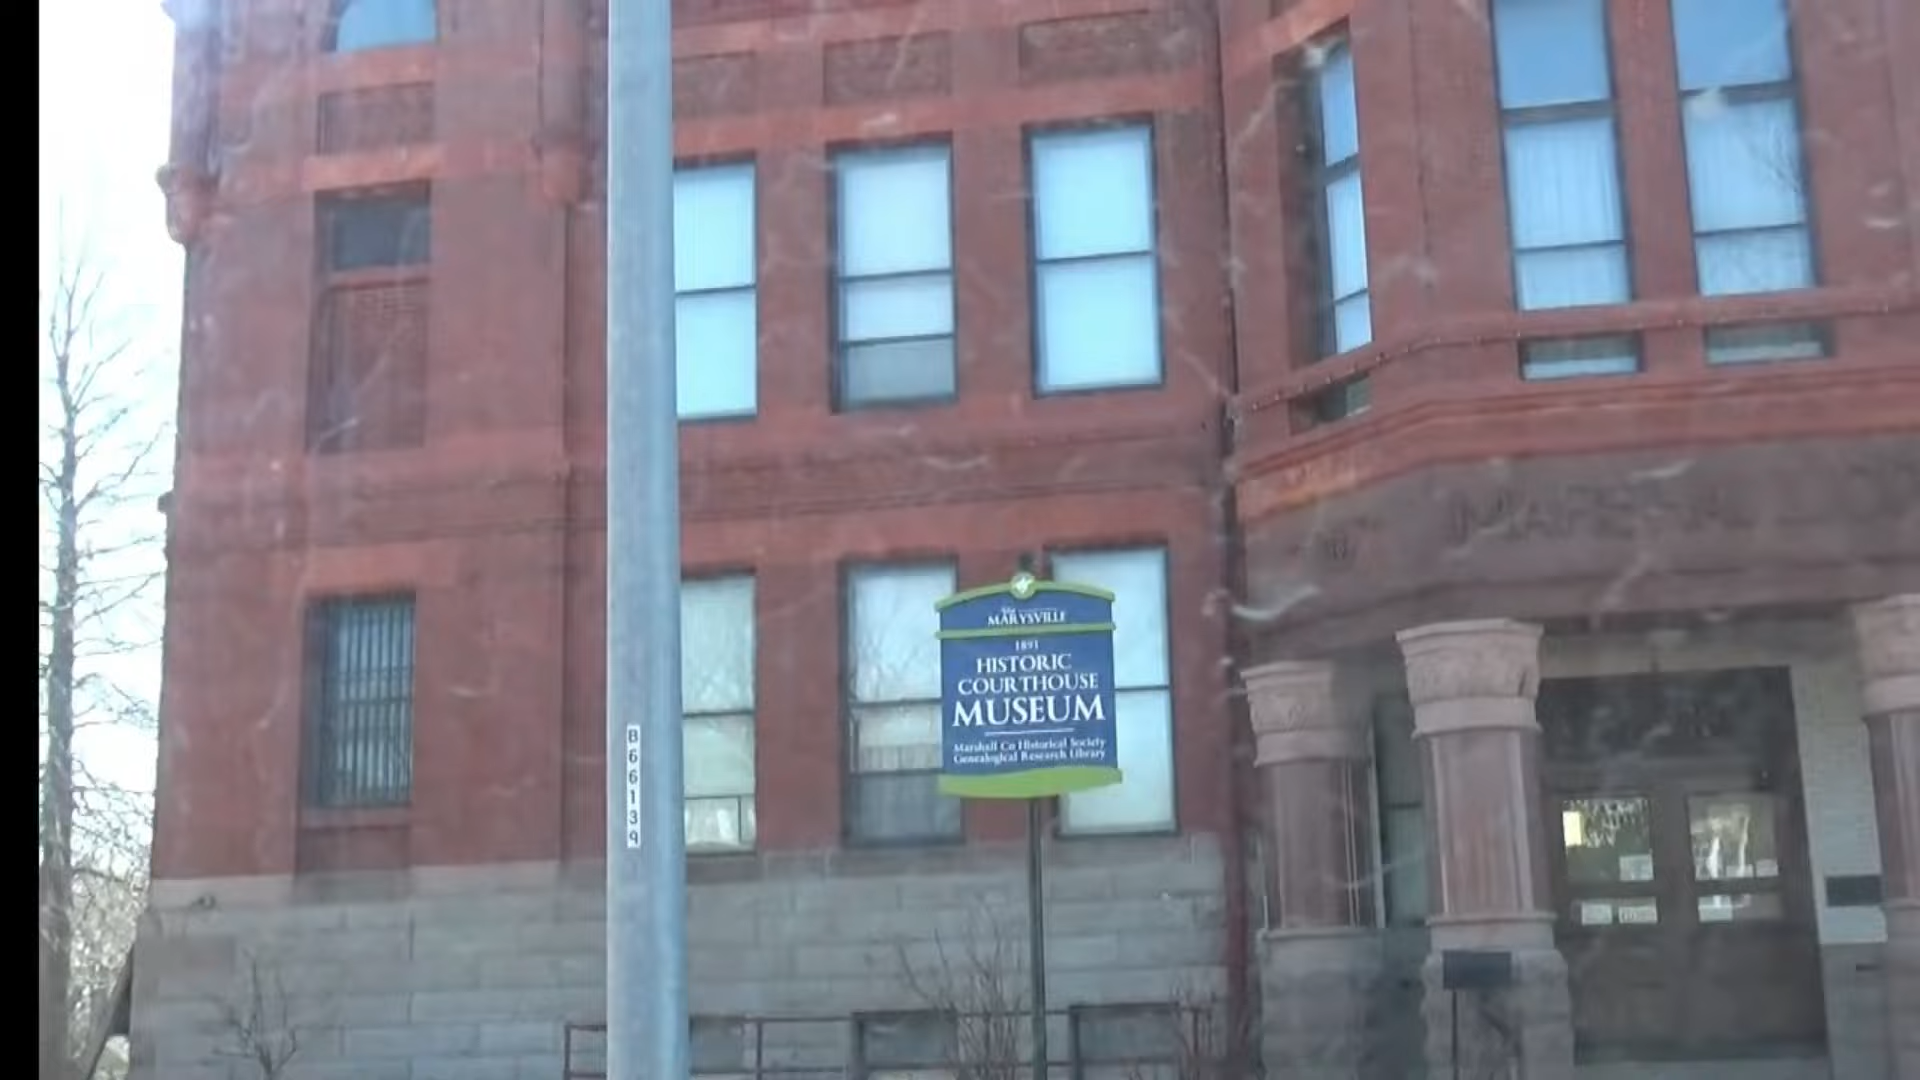 MARYSVILLE
1891
HISTORIC
COURTHOUSE
MUSEUM
Marshall Co Historical Society
Genealogical Research Library
B66139